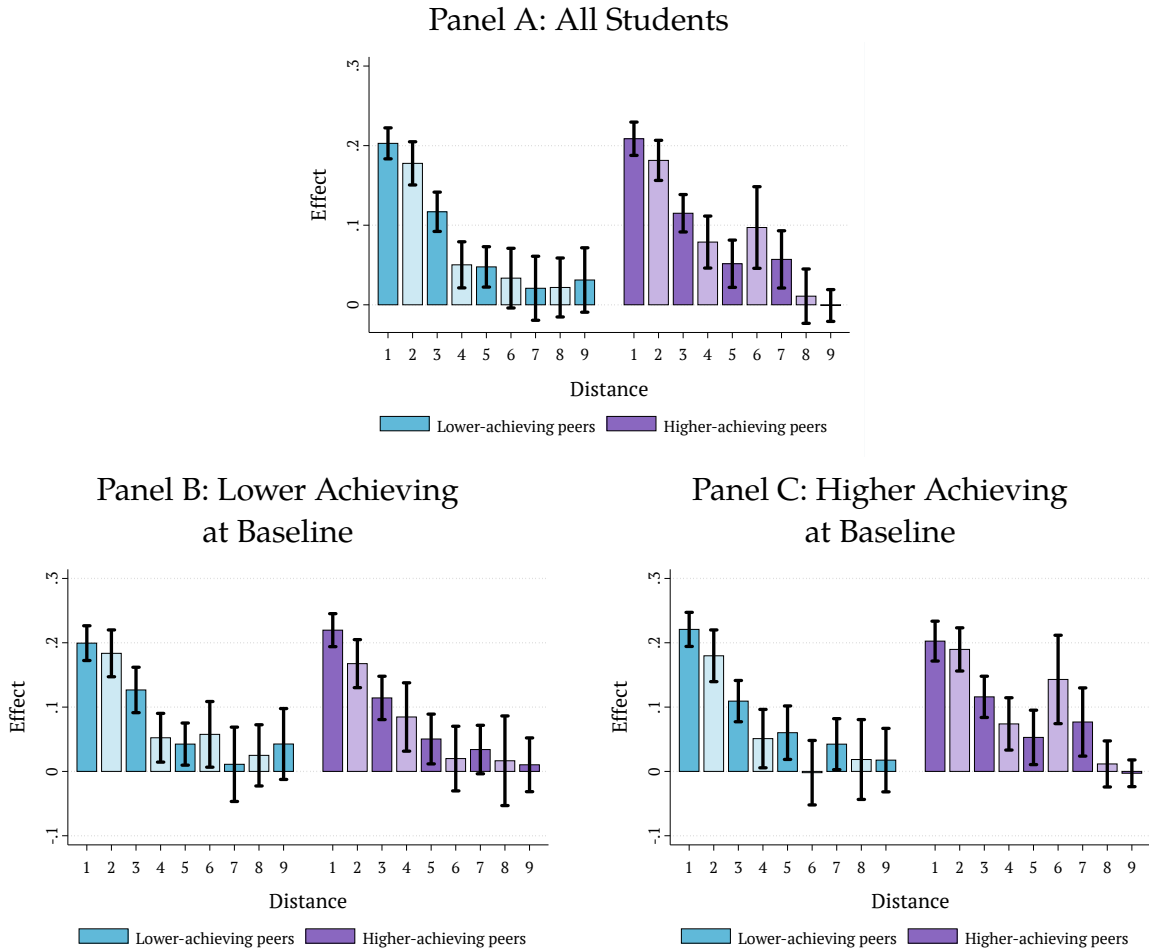 Panel A: All Students
Effect
.3
.2
.1
0
1 2 3 4 5 6 7 8 9 1 2 3 4 5 6 7 8 9
Distance
Lower-achieving peers Higher-achieving peers
Panel B: Lower Achieving
at Baseline
Effect
.3
.2
.1
0
-.1
1 2 3 4 5 6 7 8 9 1 2 3 4 5 6 7 8 9
Distance
Lower-achieving peers Higher-achieving peers
Panel C: Higher Achieving
at Baseline
Effect
.3
.2
.1
0
-.1
1 2 3 4 5 6 7 8 9 1 2 3 4 5 6 7 8 9
Distance
Lower-achieving peers Higher-achieving peers